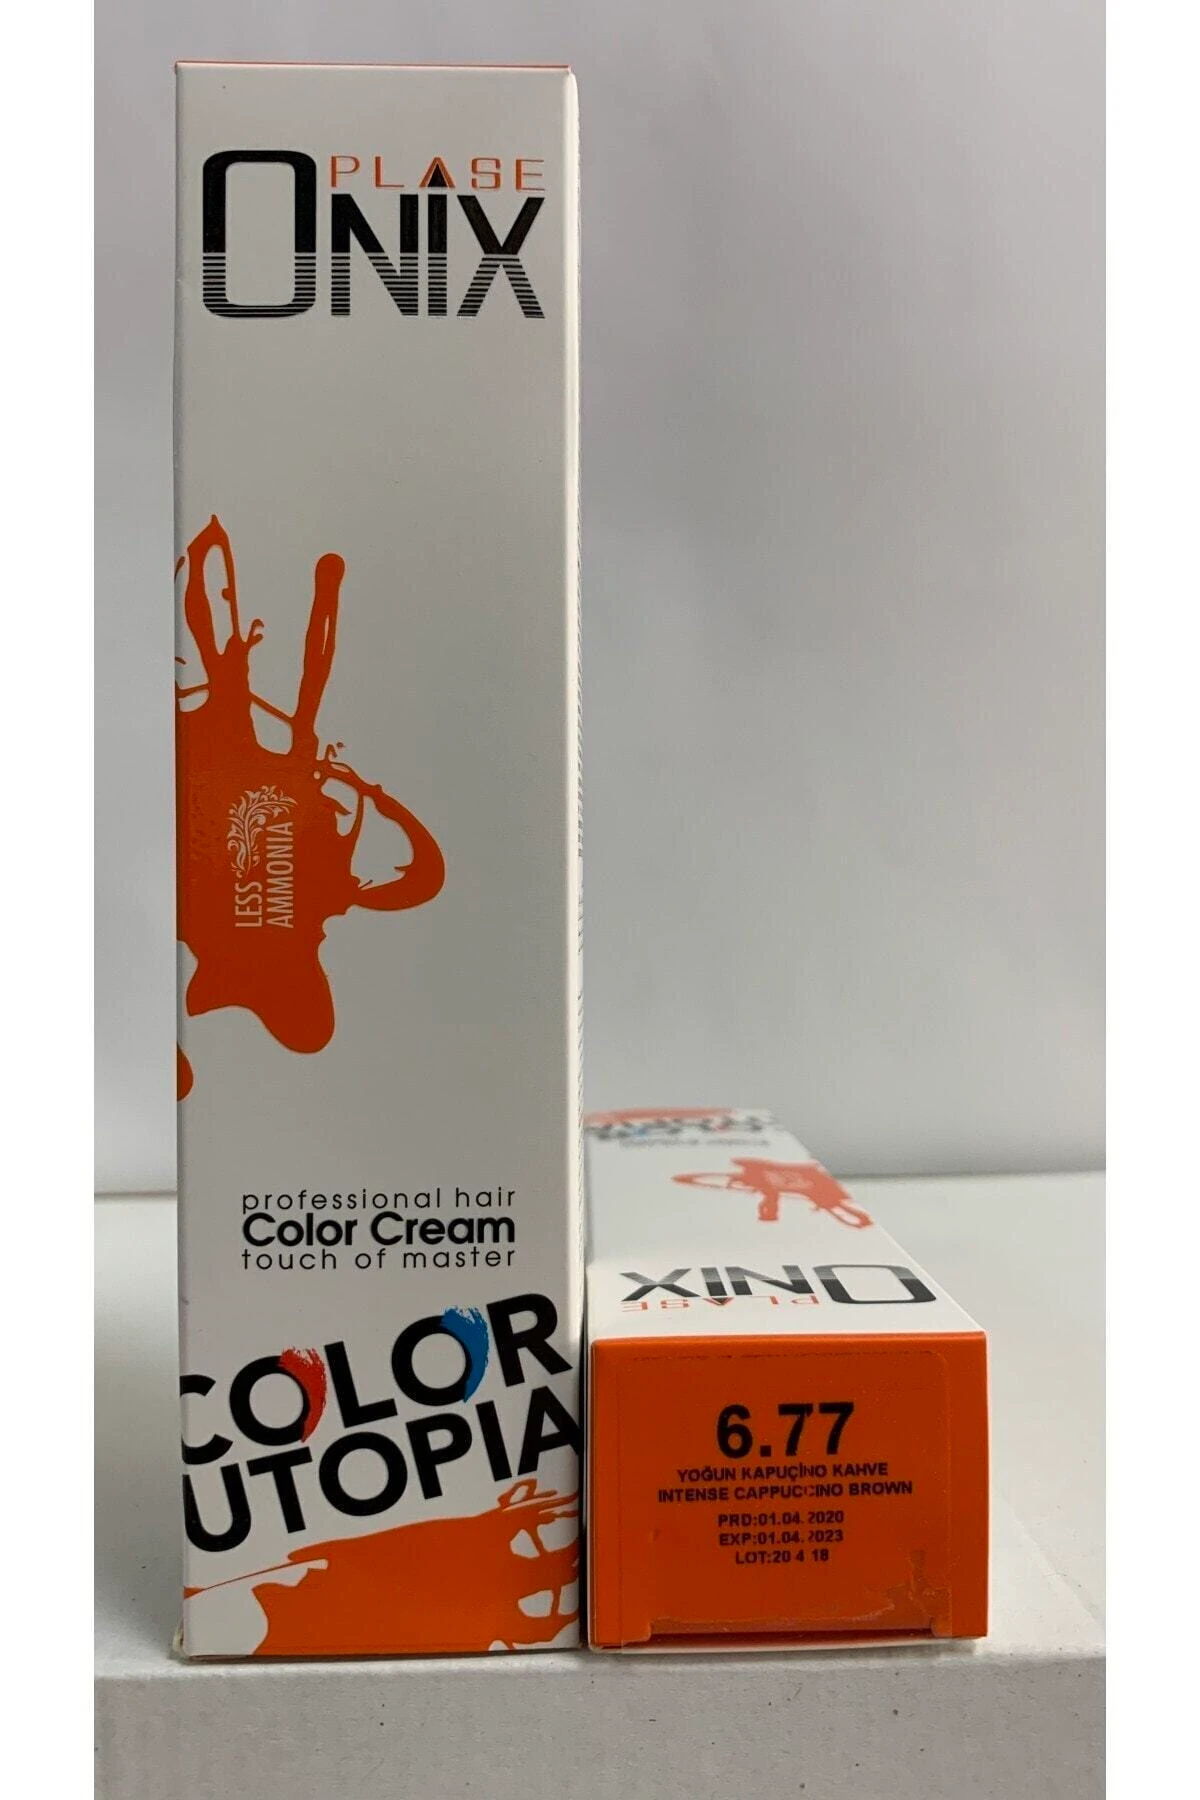 PLASE
ONIX
LESS
AMMONIA
professional hair
Color Cream
touch of master
COLOR
UTOPIA
ONIX
PLASE
6.77
YOĞUN KAPUÇİNO KAHVE
INTENSE CAPPUCCINO BROWN
PRD:01.04.2020
EXP:01.04.2023
LOT:20 4 18